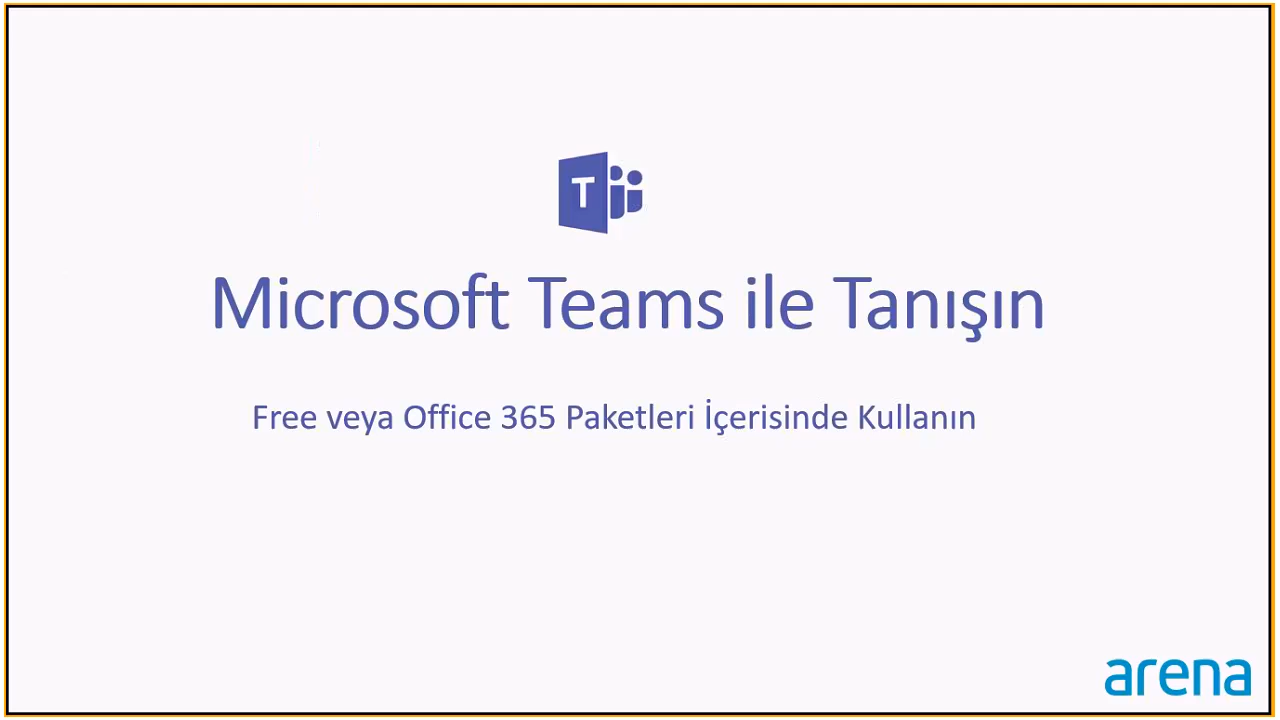 T
Microsoft Teams ile Tanışın
Free veya Office 365 Paketleri İçerisinde Kullanın
arena